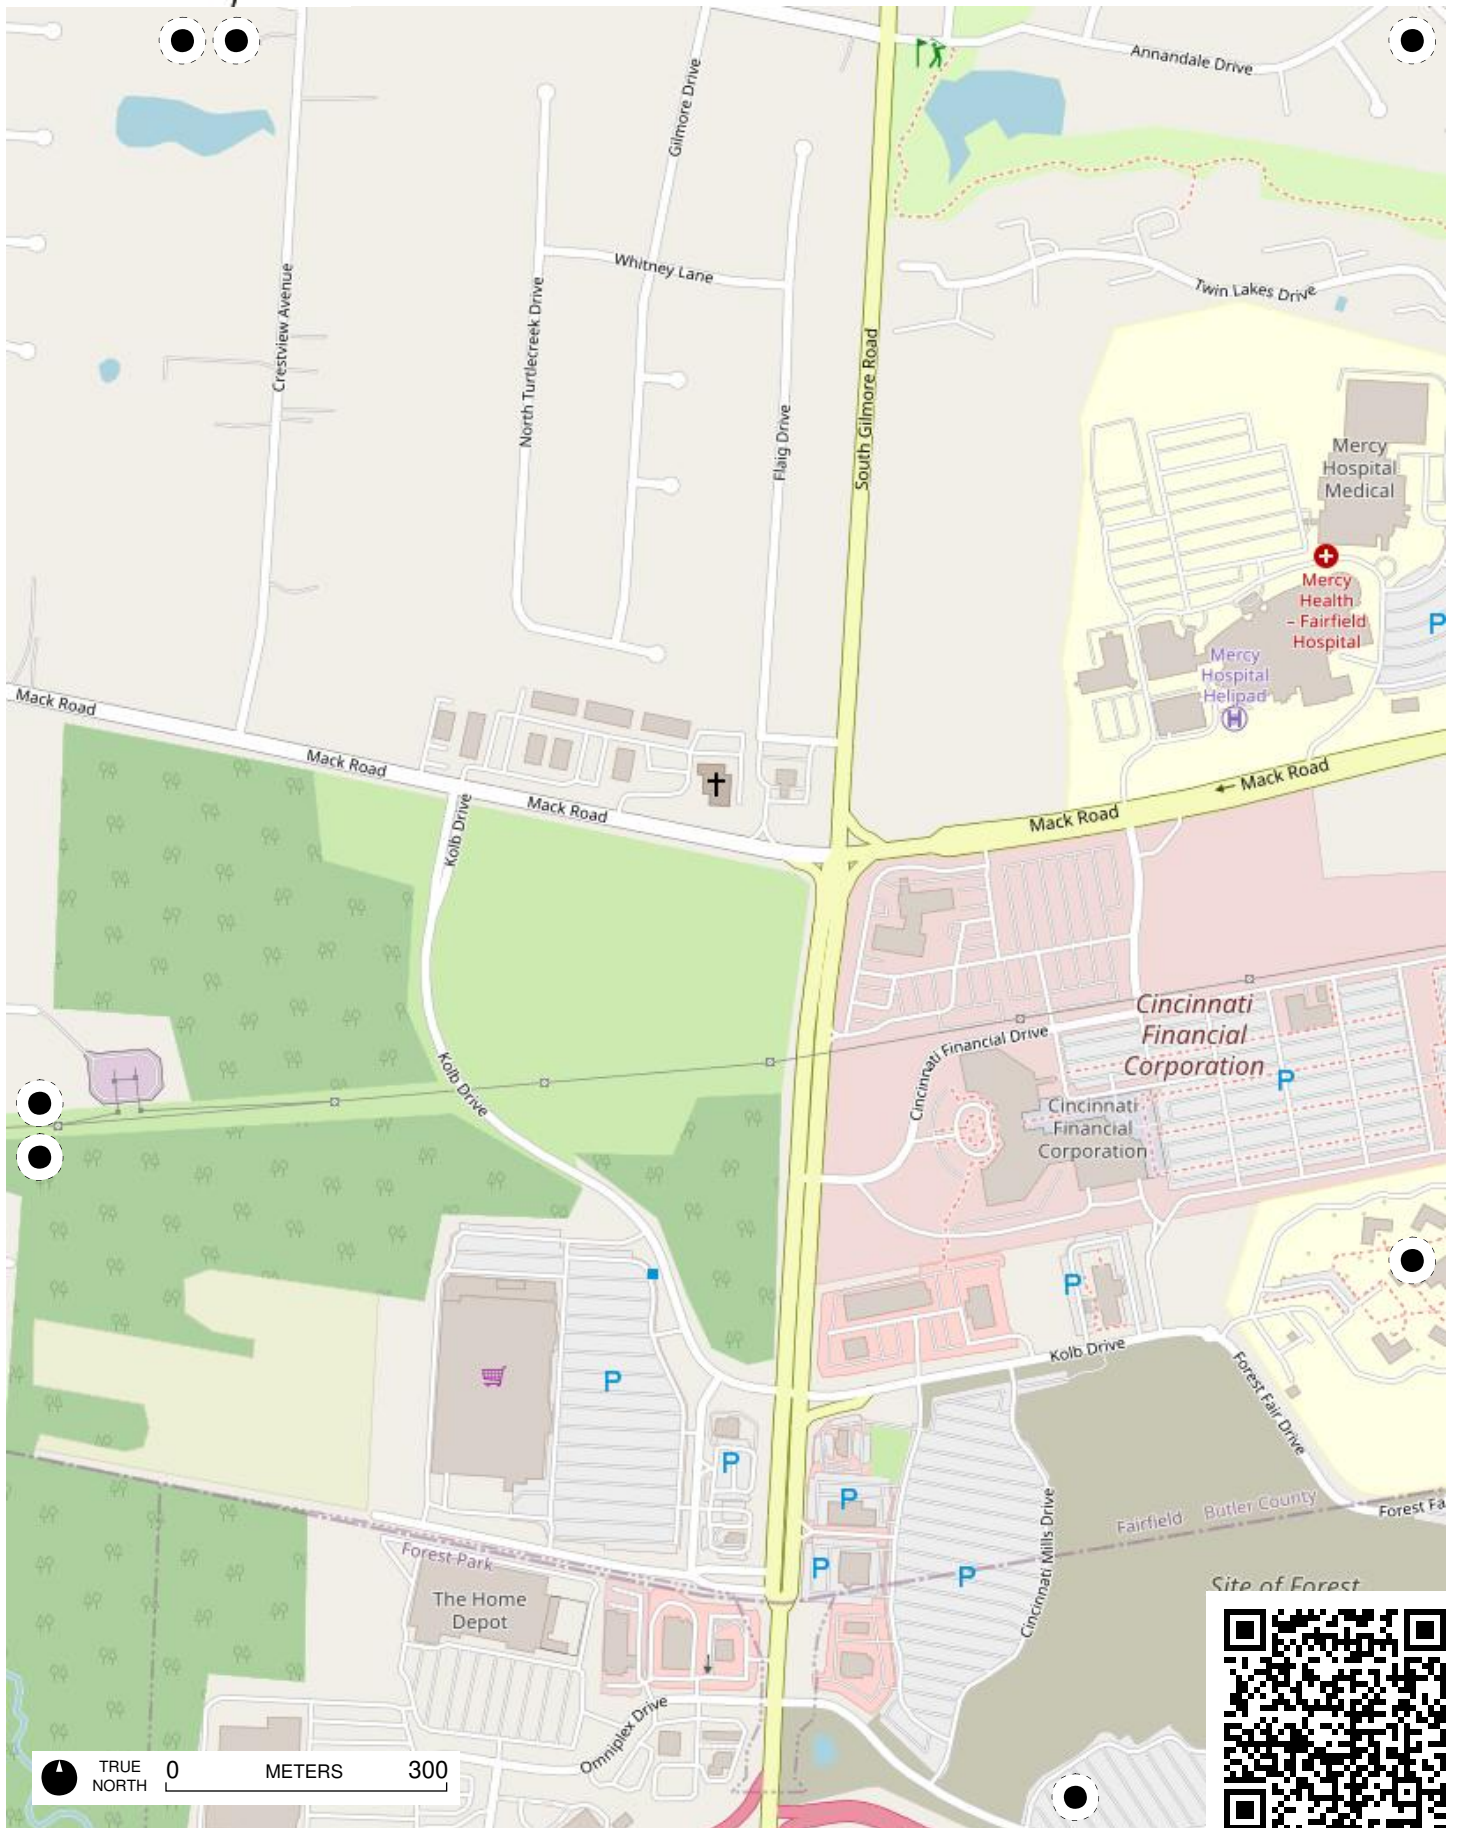 Annandale Drive
Gilmore Drive
Whitney Lane
Twin Lakes Drive
Crestview Avenue
North Turtlecreek Drive
South Gilmore Road
Flaig Drive
Mercy
Hospital
Medical
Mercy
Health
– Fairfield
Hospital
P
Mercy
Hospital
Helipad
H
Mack Road
Mack Road
Mack Road
Mack Road
← Mack Road
Kolb Drive
Cincinnati
Financial
Corporation
Cincinnati Financial Drive
Kolb Drive
P
Cincinnati
Financial
Corporation
P
Kolb Drive
Forest Fair Drive
P
P
P
Cincinnati Mills Drive
Fairfield
Butler County
Forest Fa
Forest Park
P
P
The Home
Depot
Site of Forest
Omniplex Drive
TRUE
NORTH
0 METERS 300